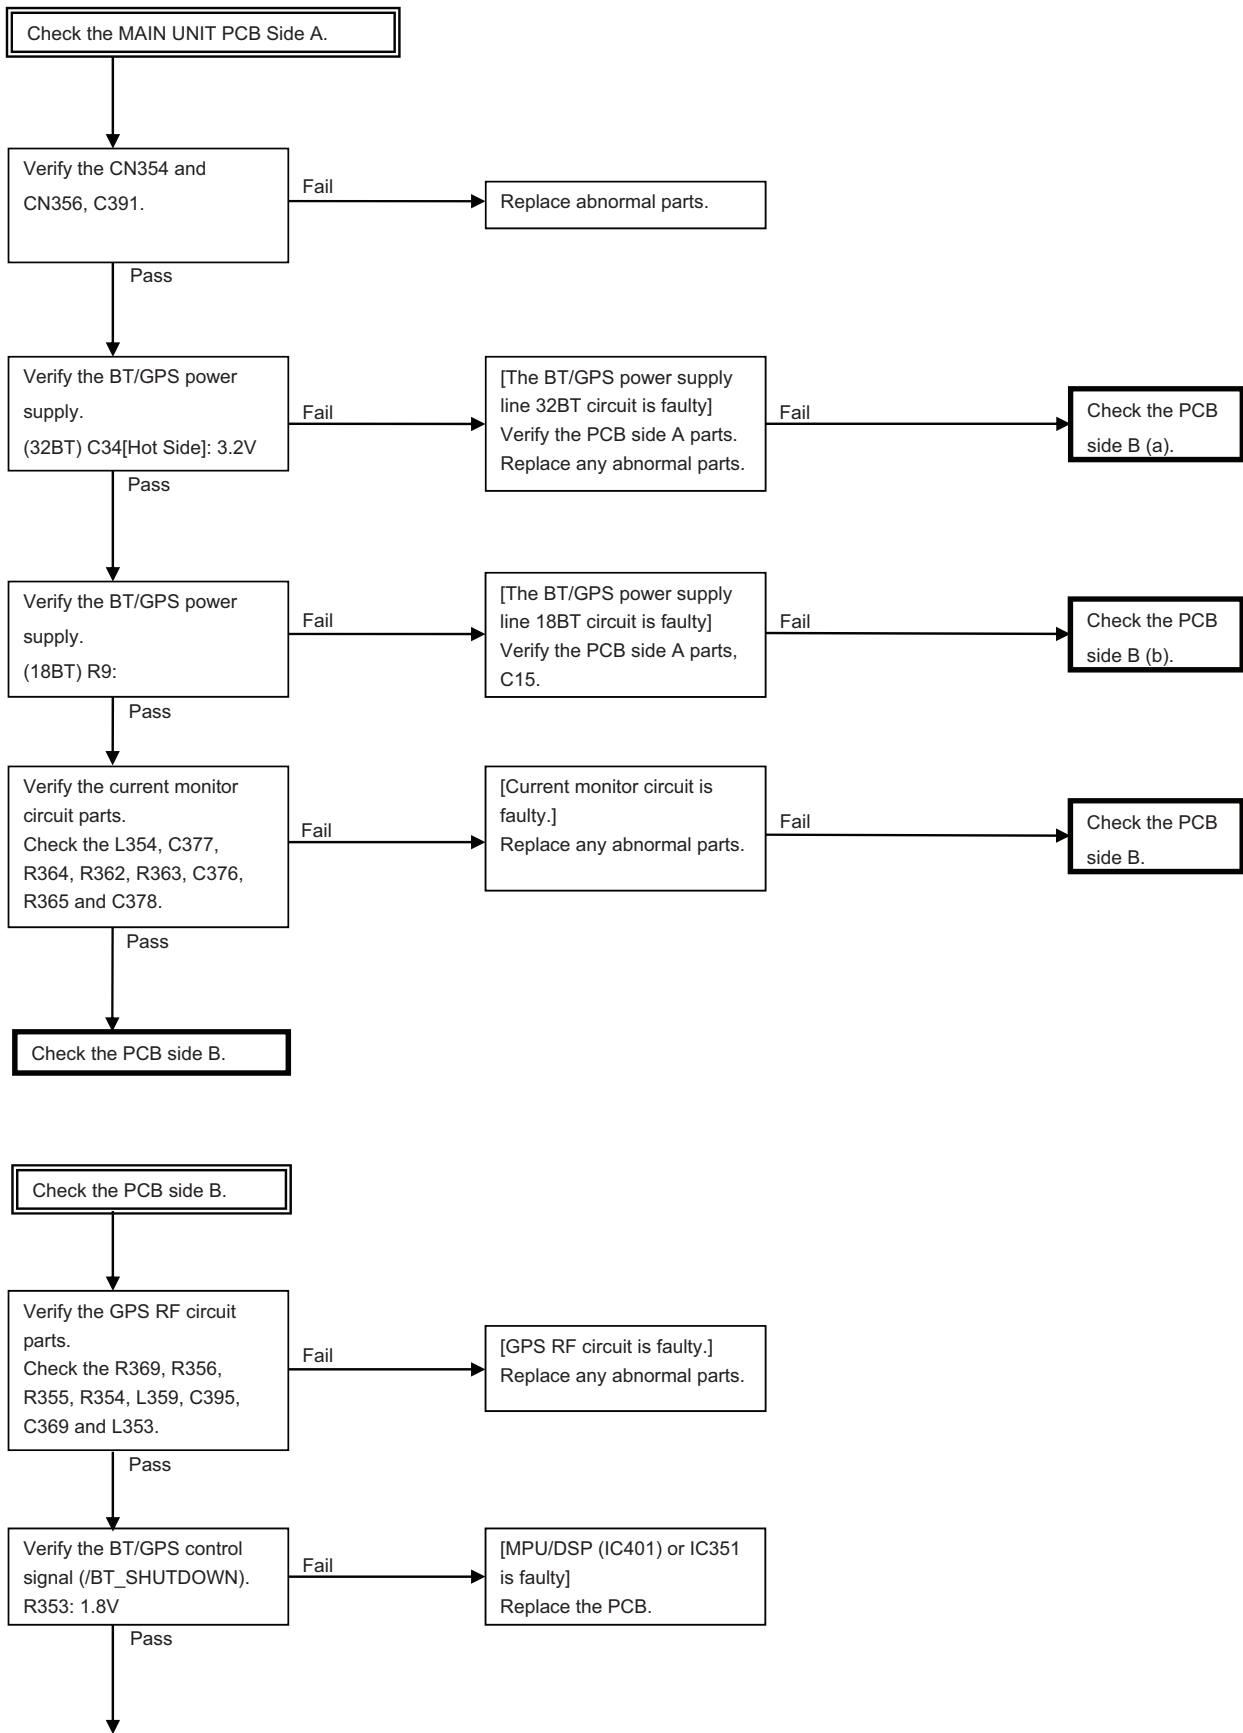 Check the MAIN UNIT PCB Side A.
Verify the CN354 and
CN356, C391.
Fail
Replace abnormal parts.
Pass
Verify the BT/GPS power
supply.
(32BT) C34[Hot Side]: 3.2V
Fail
[The BT/GPS power supply
line 32BT circuit is faulty]
Verify the PCB side A parts.
Replace any abnormal parts.
Fail
Check the PCB
side B (a).
Pass
Verify the BT/GPS power
supply.
(18BT) R9:
Fail
[The BT/GPS power supply
line 18BT circuit is faulty]
Verify the PCB side A parts,
C15.
Fail
Check the PCB
side B (b).
Pass
Verify the current monitor
circuit parts.
Check the L354, C377,
R364, R362, R363, C376,
R365 and C378.
Fail
[Current monitor circuit is
faulty.]
Replace any abnormal parts.
Fail
Check the PCB
side B.
Pass
Check the PCB side B.
Check the PCB side B.
Verify the GPS RF circuit
parts.
Check the R369, R356,
R355, R354, L359, C395,
C369 and L353.
Fail
[GPS RF circuit is faulty.]
Replace any abnormal parts.
Pass
Verify the BT/GPS control
signal (/BT_SHUTDOWN).
R353: 1.8V
Fail
[MPU/DSP (IC401) or IC351
is faulty]
Replace the PCB.
Pass